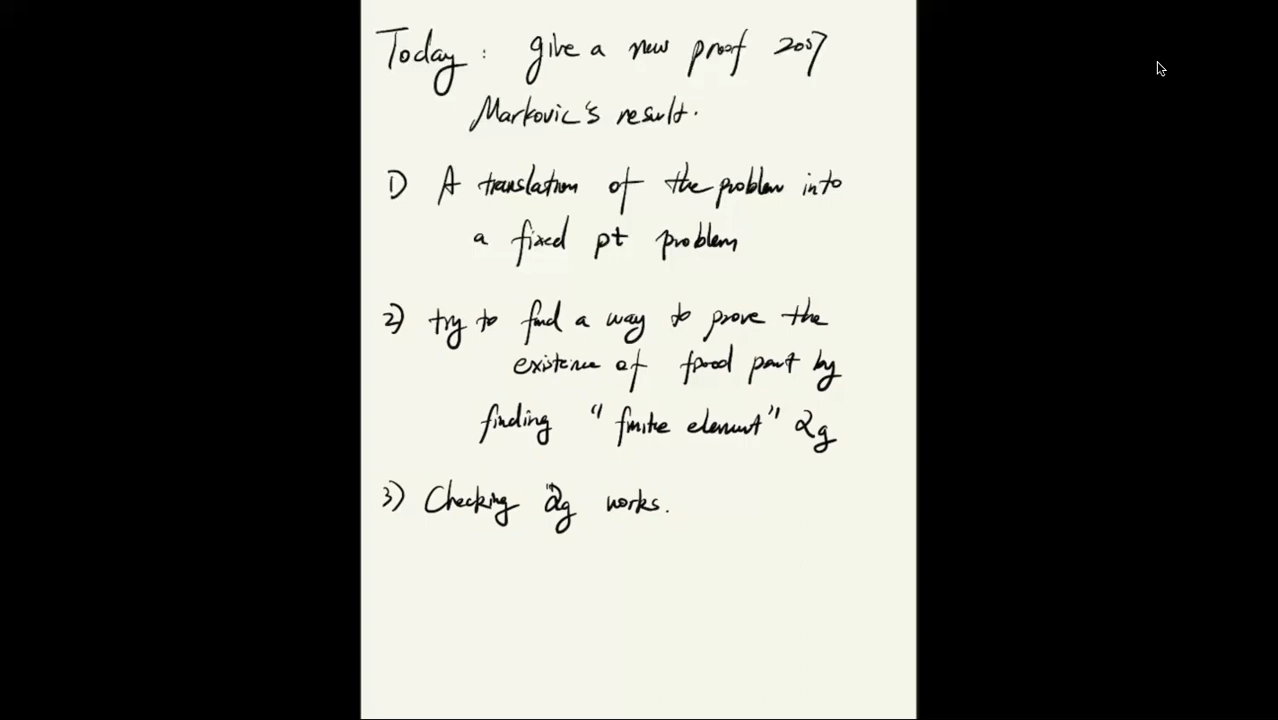 Today : give a new proof 2007
Markovic's result.
1) A translation of the problem into
a fixed pt problem
2) try to find a way to prove the
existence of fixed point by
finding "finite element" αg
3) Checking "αg works.